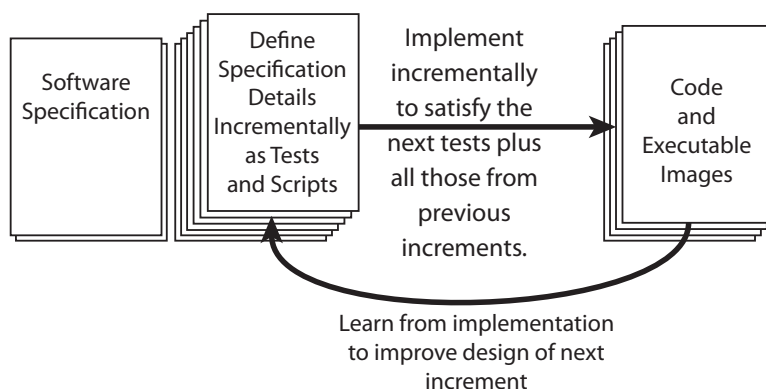 Software
Specification
Define
Specification
Details
Incrementally
as Tests
and Scripts
Implement
incrementally
to satisfy the
next tests plus
all those from
previous
increments.
Code
and
Executable
Images
Learn from implementation
to improve design of next
increment